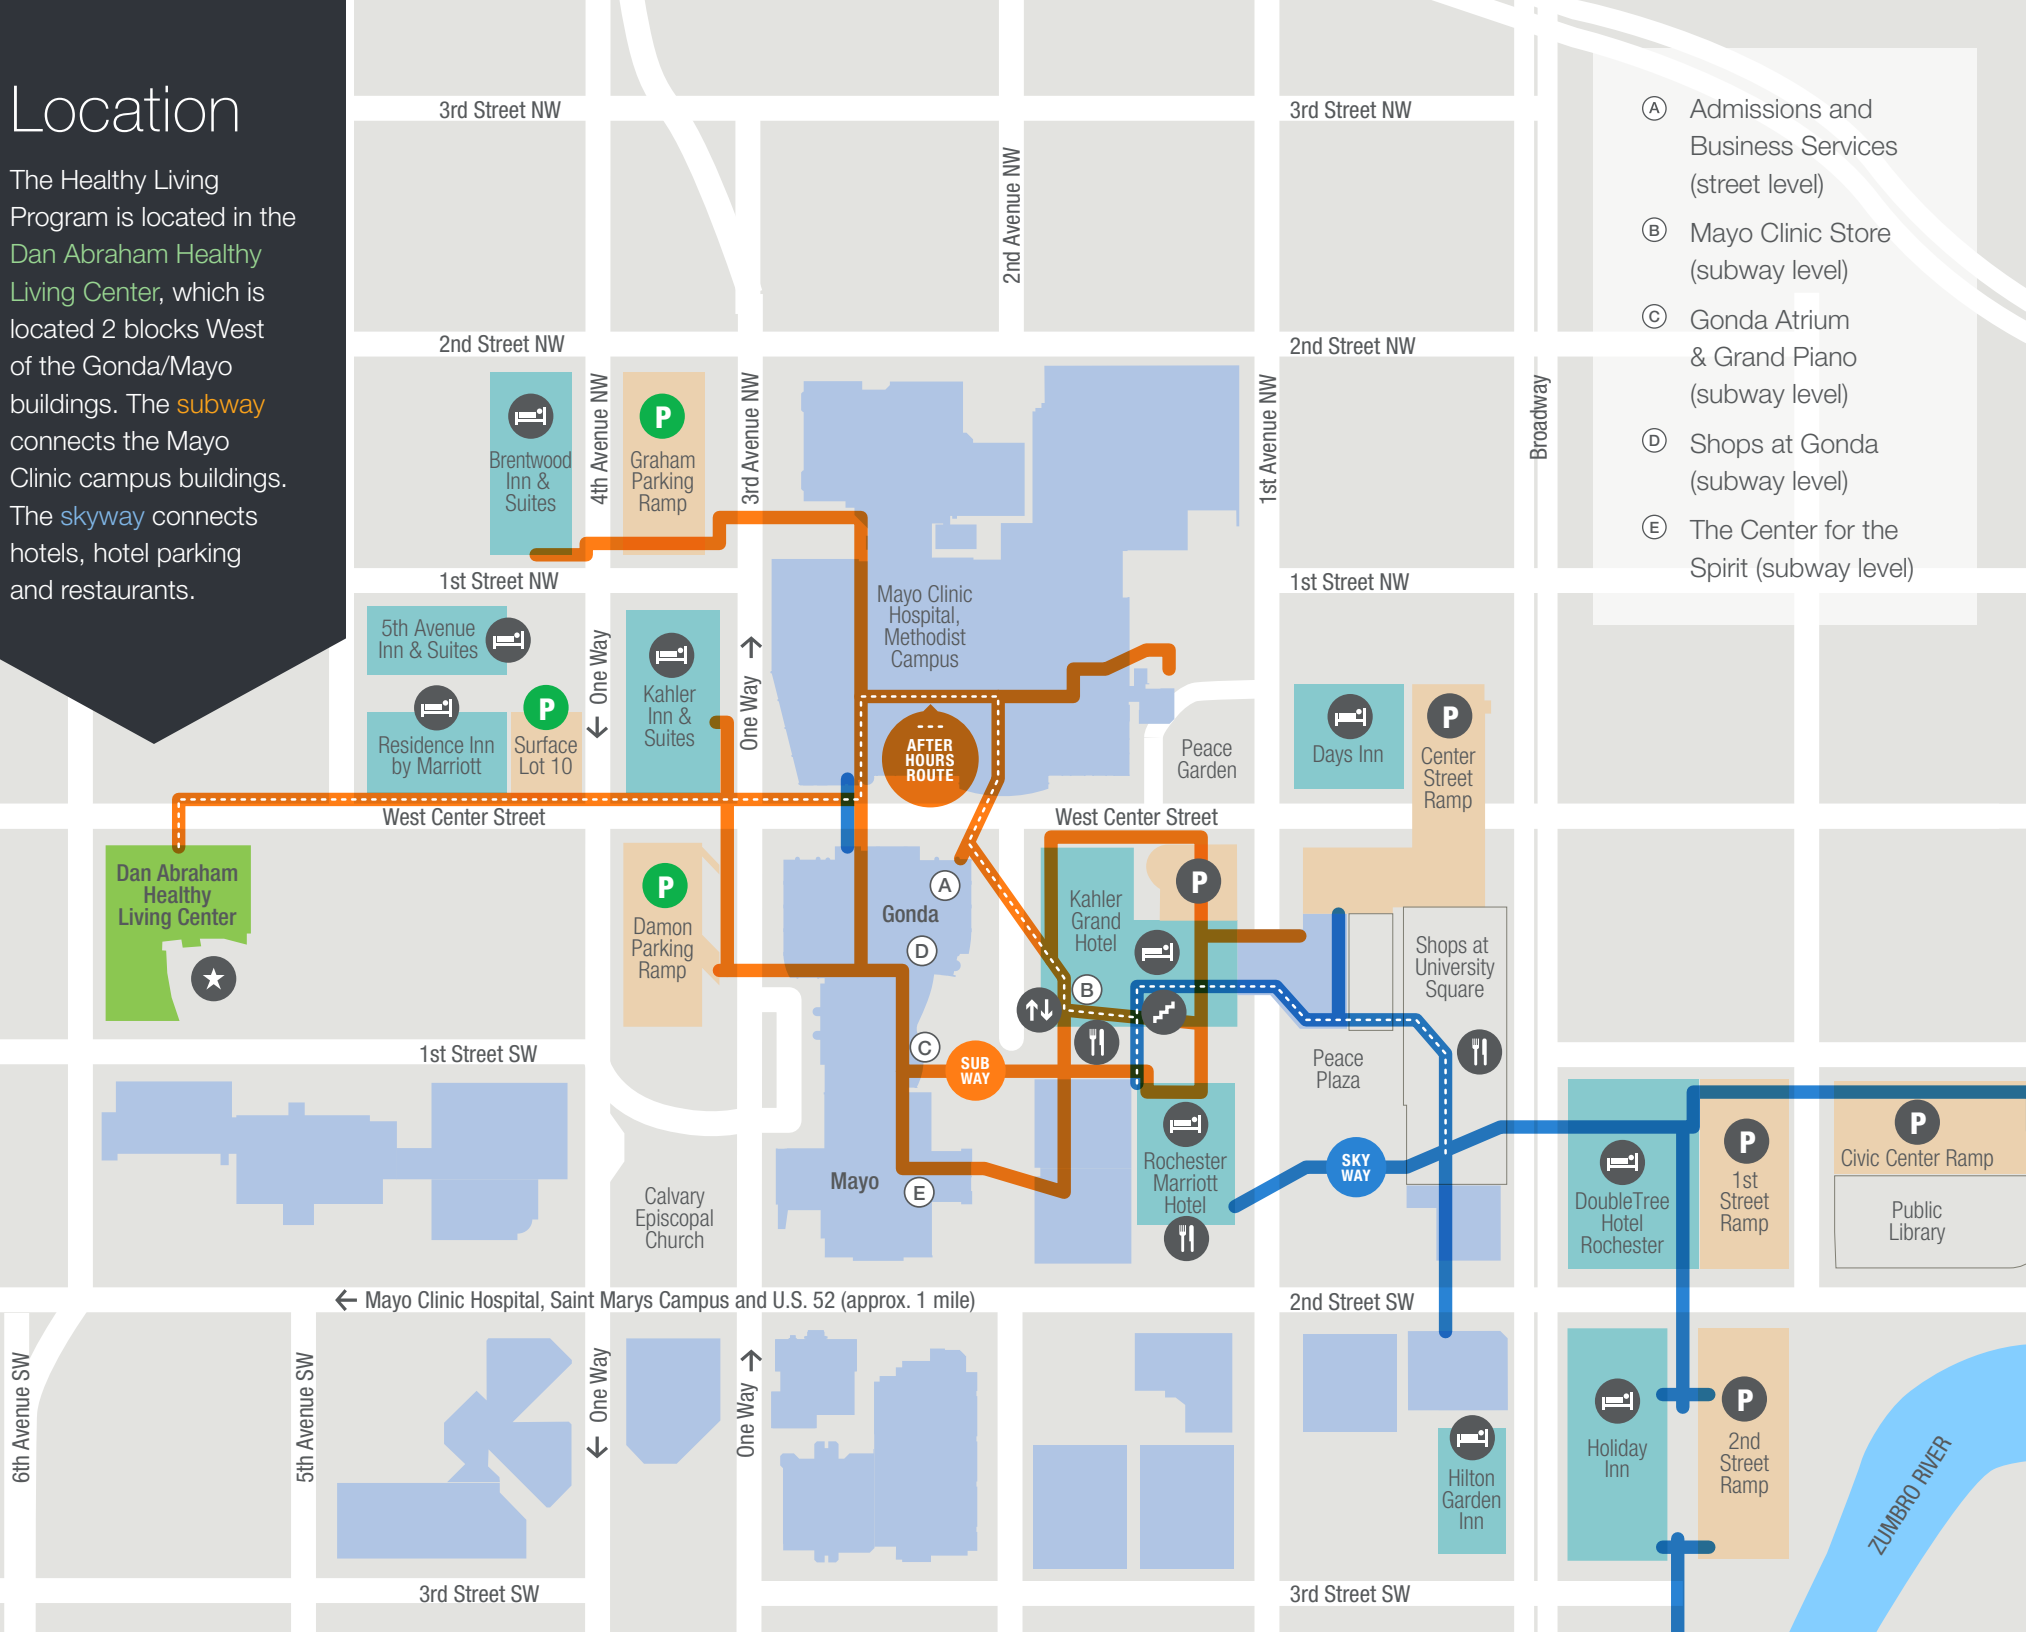 Location
The Healthy Living
Program is located in the
Dan Abraham Healthy
Living Center, which is
located 2 blocks West
of the Gonda/Mayo
buildings. The subway
connects the Mayo
Clinic campus buildings.
The skyway connects
hotels, hotel parking
and restaurants.
A Admissions and
Business Services
(street level)
B Mayo Clinic Store
(subway level)
C Gonda Atrium
& Grand Piano
(subway level)
D Shops at Gonda
(subway level)
E The Center for the
Spirit (subway level)
3rd Street NW
3rd Street NW
2nd Avenue NW
2nd Street NW
2nd Street NW
4th Avenue NW
3rd Avenue NW
1st Avenue NW
Broadway
Brentwood
Inn &
Suites
P
Graham
Parking
Ramp
1st Street NW
1st Street NW
Mayo Clinic
Hospital,
Methodist
Campus
5th Avenue
Inn & Suites
One Way
Kahler
Inn &
Suites
One Way
Residence Inn
by Marriott
P
Surface
Lot 10
AFTER
HOURS
ROUTE
Peace
Garden
Days Inn
P
Center
Street
Ramp
West Center Street
West Center Street
Dan Abraham
Healthy
Living Center
P
Damon
Parking
Ramp
A
Gonda
D
Kahler
Grand
Hotel
P
B
Shops at
University
Square
C
SUB
WAY
1st Street SW
Peace
Plaza
Mayo
E
Calvary
Episcopal
Church
Rochester
Marriott
Hotel
SKY
WAY
DoubleTree
Hotel
Rochester
P
1st
Street
Ramp
P
Civic Center Ramp
Public
Library
Mayo Clinic Hospital, Saint Marys Campus and U.S. 52 (approx. 1 mile)
2nd Street SW
6th Avenue SW
5th Avenue SW
One Way
One Way
Hilton
Garden
Inn
Holiday
Inn
P
2nd
Street
Ramp
ZUMBRO RIVER
3rd Street SW
3rd Street SW